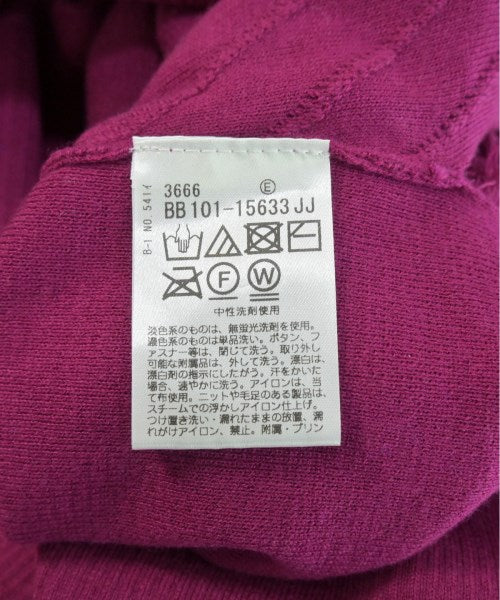 B-1 NO. 5414
3666 E
BB101-15633 JJ
F W
中性洗剤使用
淡色系のものは、無蛍光洗剤を使用。
濃色系のものは単品洗い。ボタン、フ
ァスナー等は、閉じて洗う。取り外し
可能な附属品は、外して洗う。漂白は、
漂白剤の指示にしたがう。汗をかいた
場合、速やかに洗う。アイロンは、当
て布使用。ニットや毛足のある製品は、
スチームでの浮かしアイロン仕上げ。
つけ置き洗い・濡れたままの放置、濡
れがけアイロン、禁止。附属・プリン